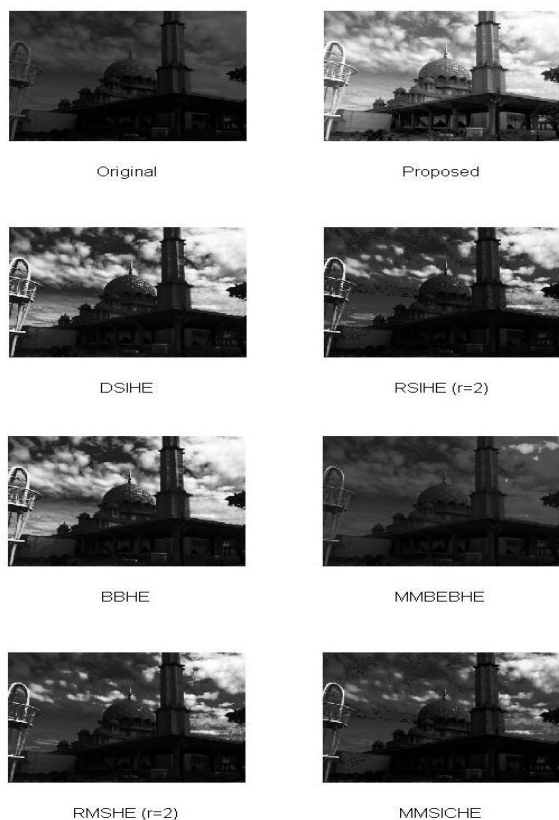 Original
Proposed
DSIHE
RSIHE (r=2)
BBHE
MMBEBHE
RMSHE (r=2)
MMSICHE